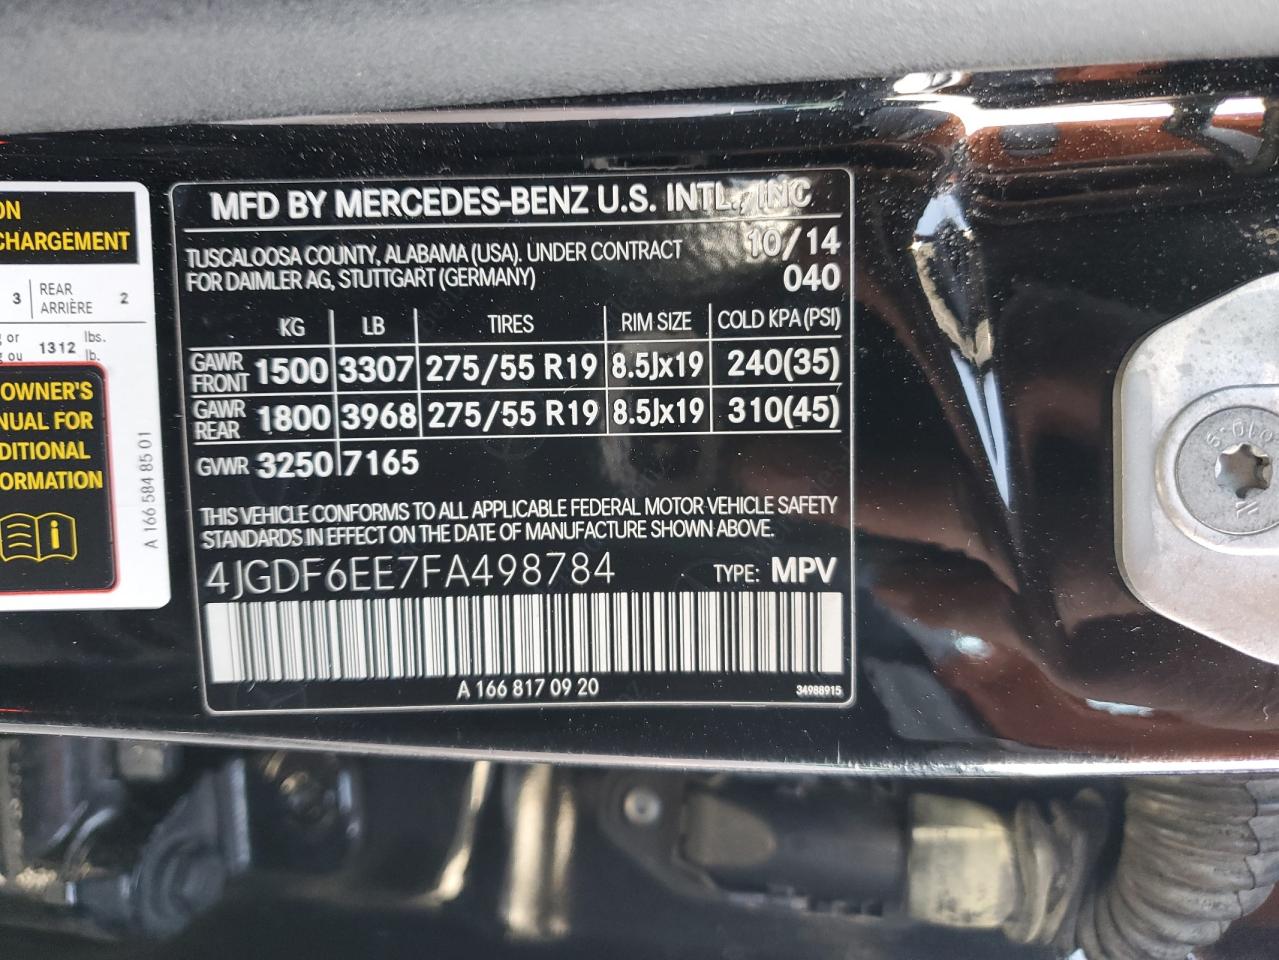 MFD BY MERCEDES-BENZ U.S. INTL., INC
TUSCALOOSA COUNTY, ALABAMA (USA). UNDER CONTRACT 10/14
FOR DAIMLER AG, STUTTGART (GERMANY) 040
KG LB TIRES RIM SIZE COLD KPA (PSI)
GAWR FRONT 1500 3307 275/55 R19 8.5Jx19 240(35)
GAWR REAR 1800 3968 275/55 R19 8.5Jx19 310(45)
GVWR 3250 7165
THIS VEHICLE CONFORMS TO ALL APPLICABLE FEDERAL MOTOR VEHICLE SAFETY
STANDARDS IN EFFECT ON THE DATE OF MANUFACTURE SHOWN ABOVE.
4JGDF6EE7FA498784 TYPE: MPV
A 166 817 09 20 34988915
ON
CHARGEMENT
3 REAR 2
ARRIÈRE
or 1312 lbs.
ou lb.
OWNER'S
NUAL FOR
DITIONAL
ORMATION
A 166 584 85 01